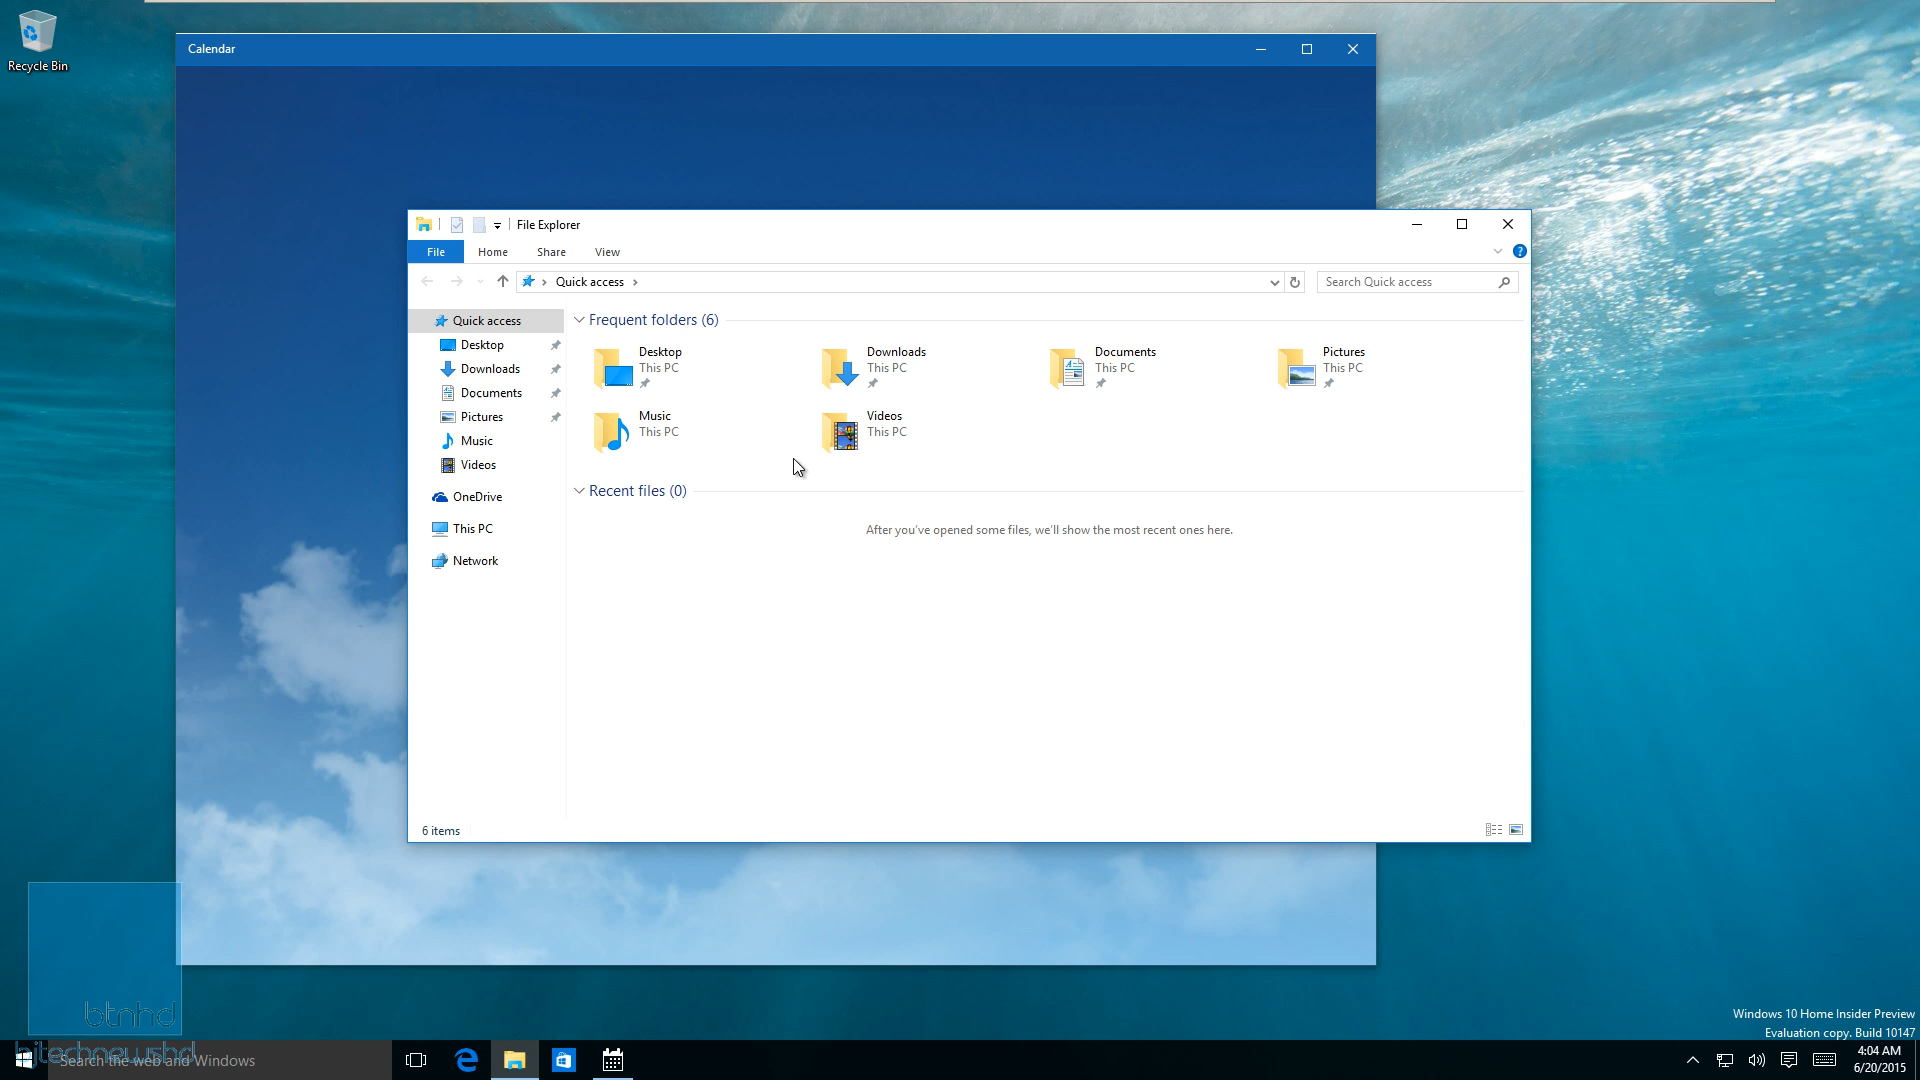 Recycle Bin
Calendar
File Explorer
File
Home
Share
View
Quick access
Search Quick access
Quick access
Desktop
Downloads
Documents
Pictures
Music
Videos
OneDrive
This PC
Network
Frequent folders (6)
Desktop
This PC
Downloads
This PC
Documents
This PC
Pictures
This PC
Music
This PC
Videos
This PC
Recent files (0)
After you've opened some files, we'll show the most recent ones here.
6 items
btnhd
Windows 10 Home Insider Preview
Evaluation copy. Build 10147
hitechnewshd
Search the web and Windows
4:04 AM
6/20/2015